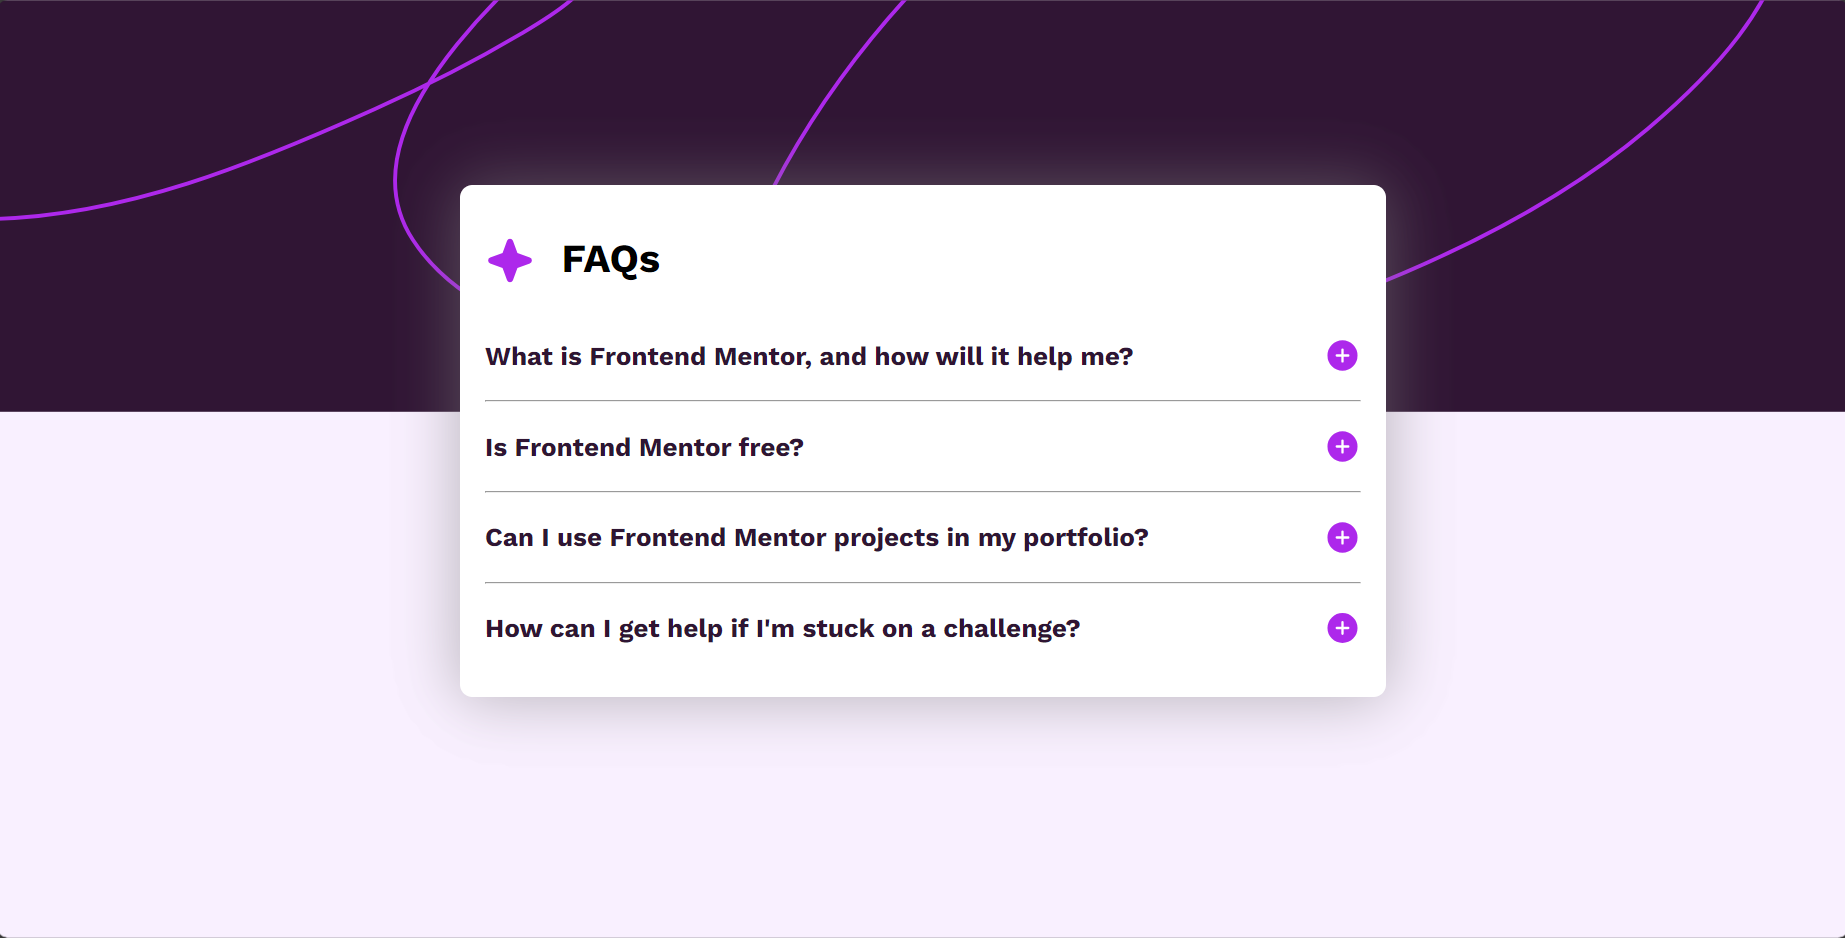 FAQs
What is Frontend Mentor, and how will it help me?
Is Frontend Mentor free?
Can I use Frontend Mentor projects in my portfolio?
How can I get help if I'm stuck on a challenge?